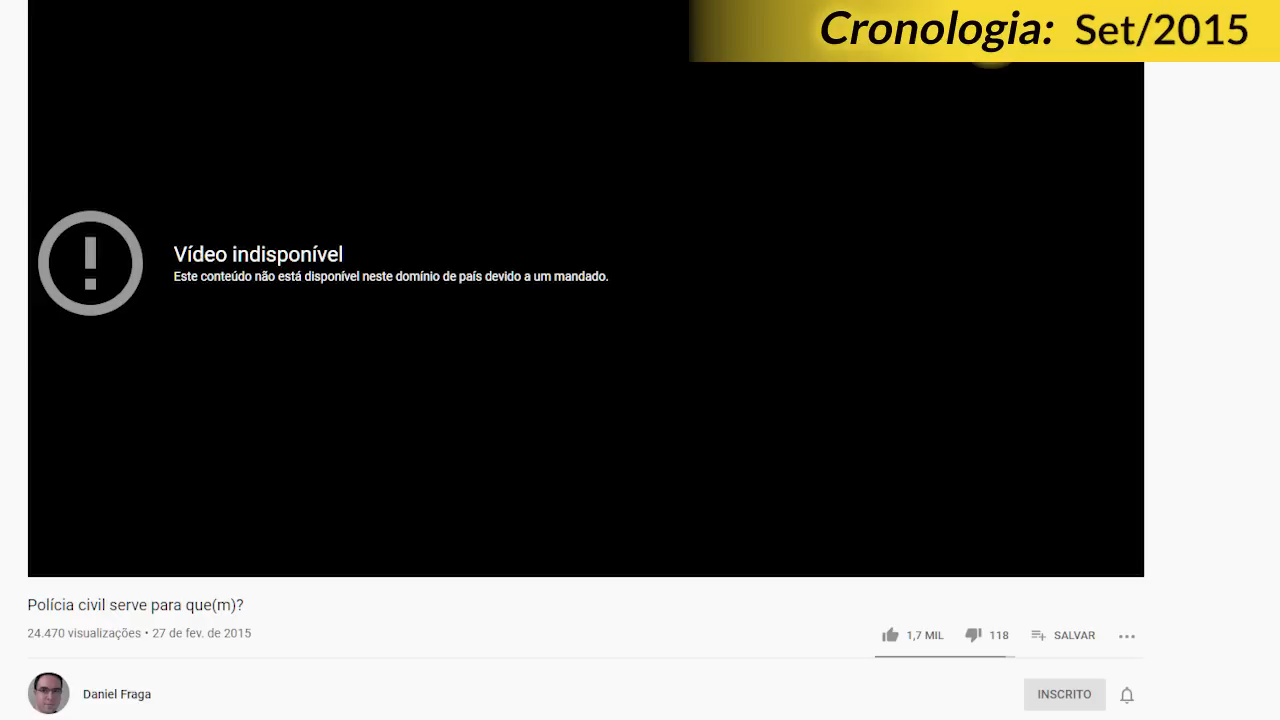 Cronologia: Set/2015
Vídeo indisponível
Este conteúdo não está disponível neste domínio de país devido a um mandado.
Polícia civil serve para que(m)?
24.470 visualizações • 27 de fev. de 2015
1,7 MIL 118 SALVAR
Daniel Fraga
INSCRITO